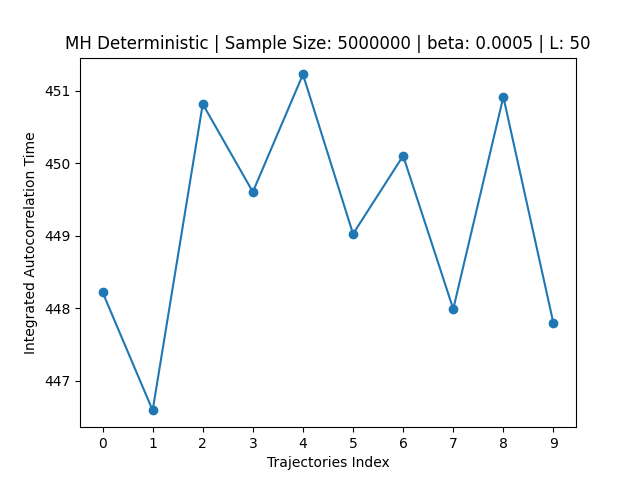 MH Deterministic | Sample Size: 5000000 | beta: 0.0005 | L: 50
Integrated Autocorrelation Time
451
450
449
448
447
0 1 2 3 4 5 6 7 8 9
Trajectories Index